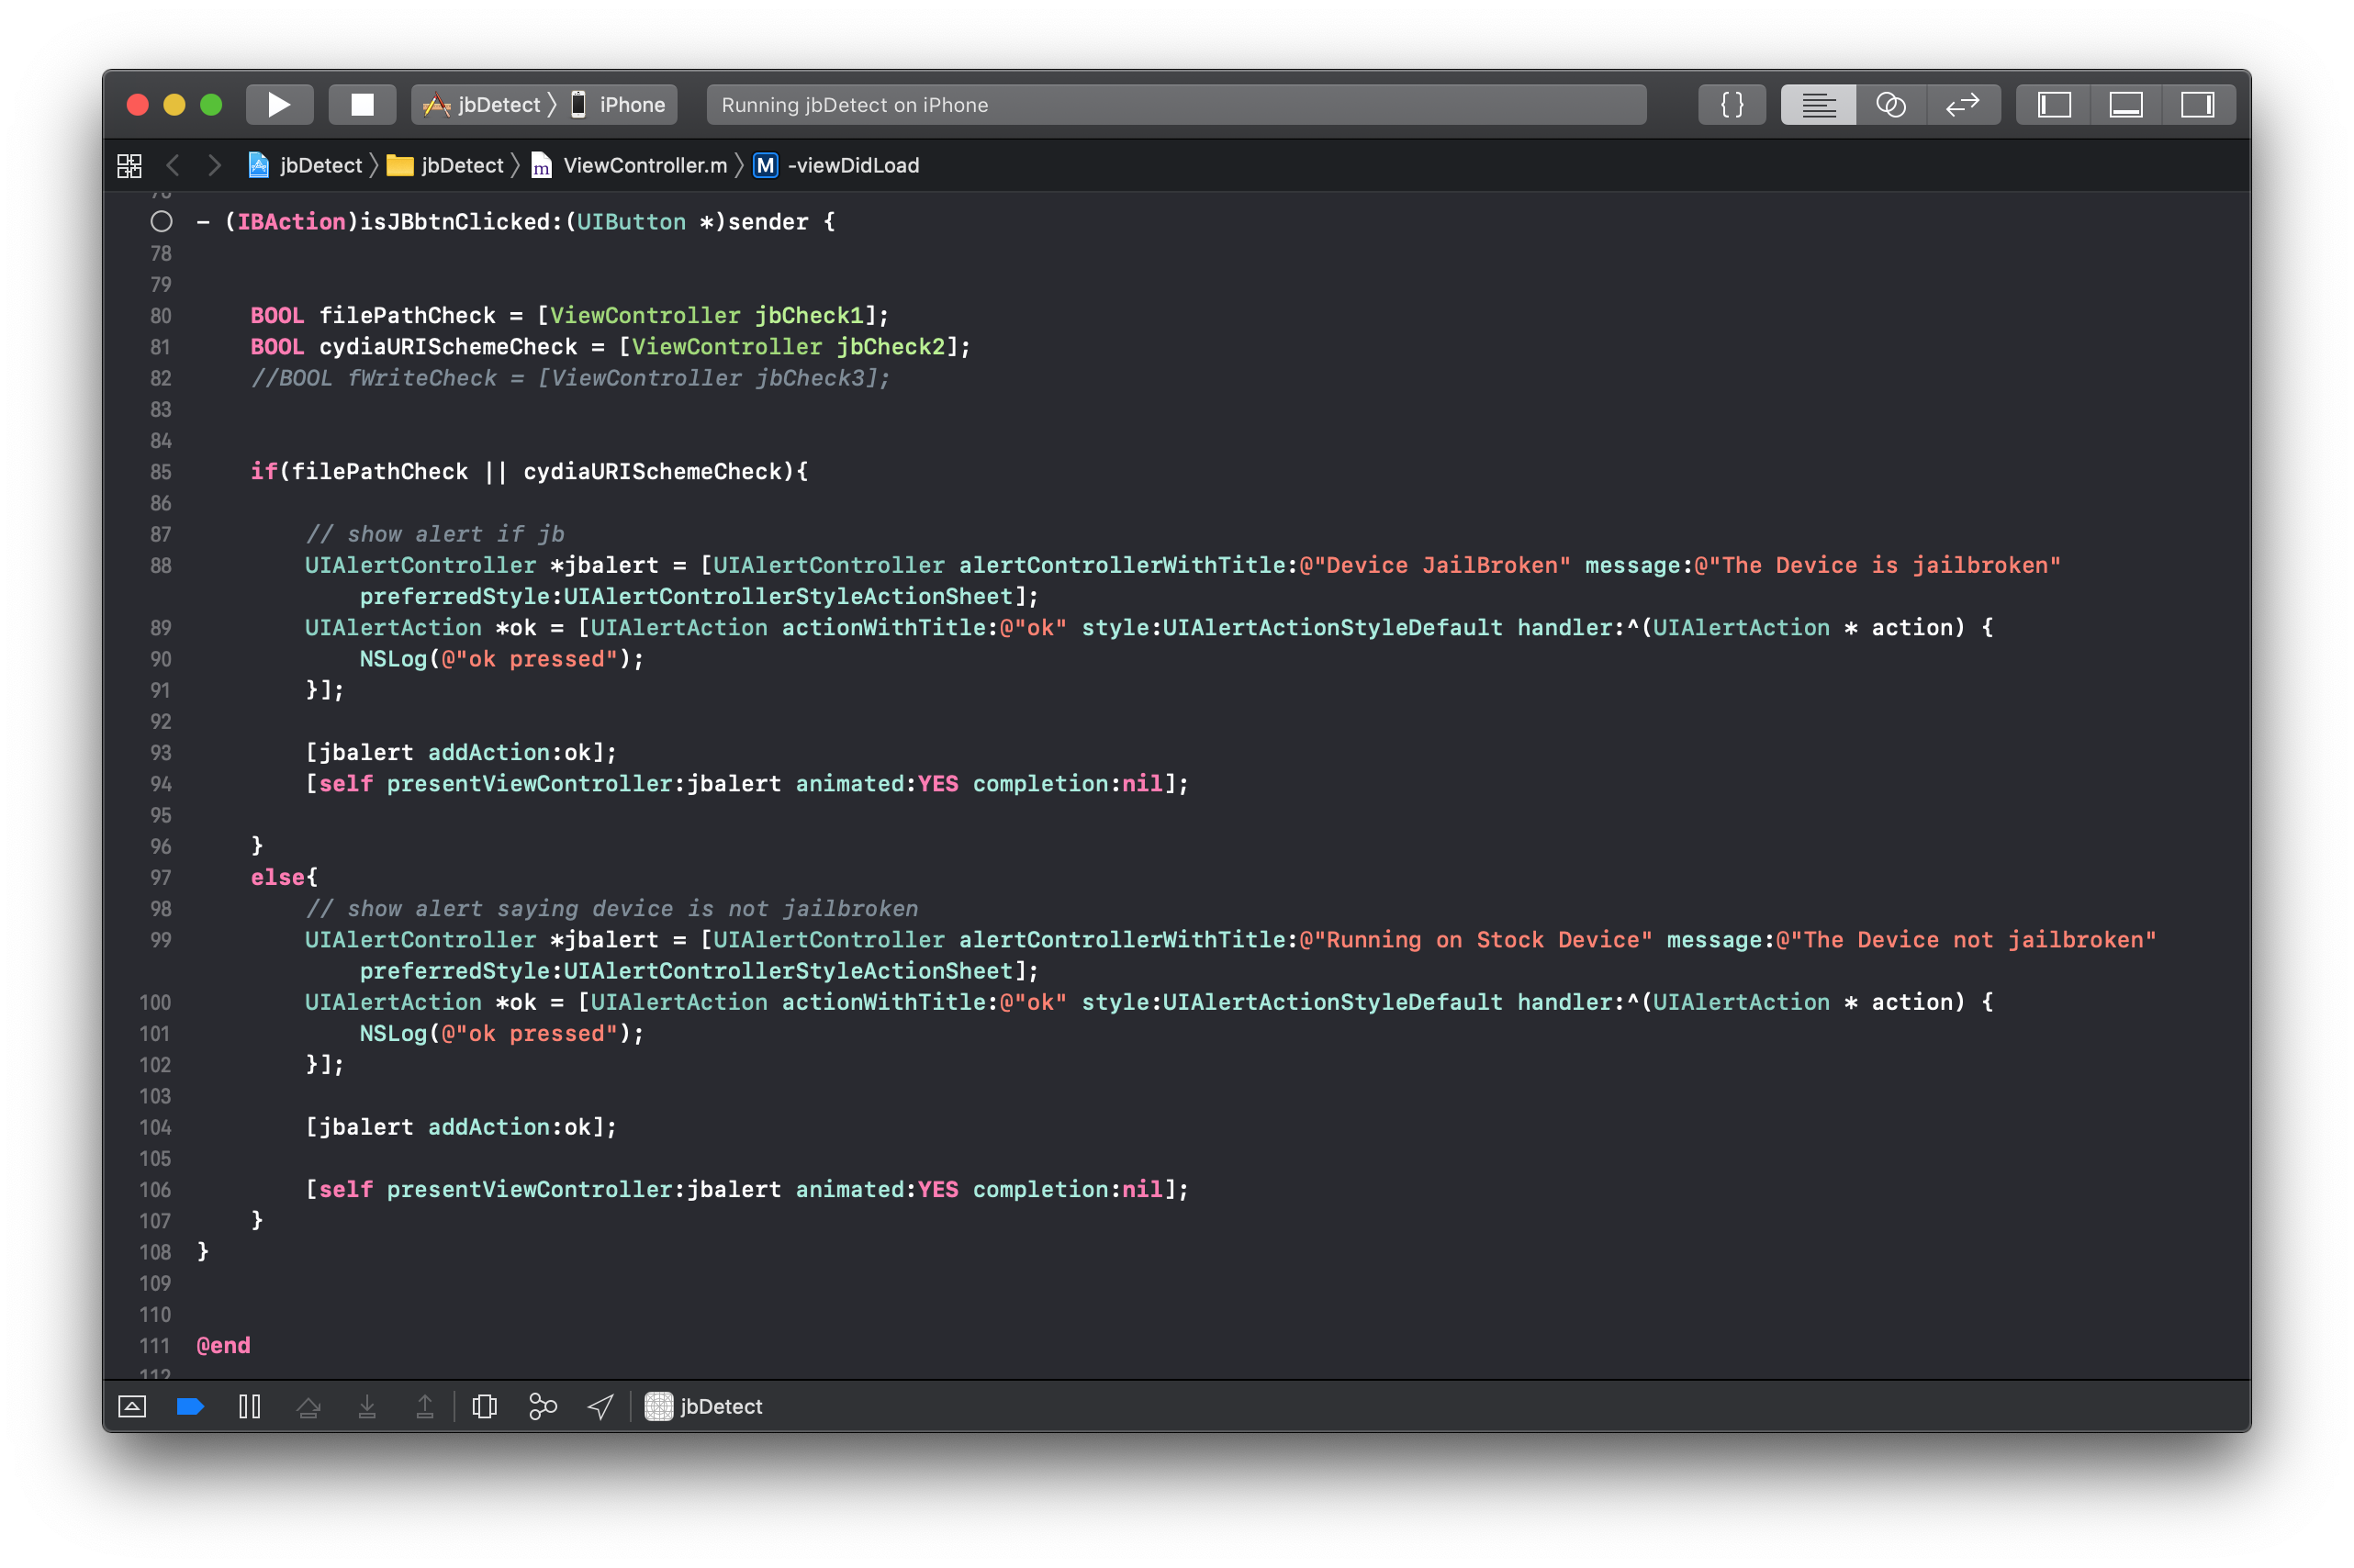 jbDetect iPhone Running jbDetect on iPhone {}
jbDetect jbDetect m ViewController.m M -viewDidLoad
- (IBAction)isJBbtnClicked:(UIButton *)sender {
78
79
80 BOOL filePathCheck = [ViewController jbCheck1];
81 BOOL cydiaURISchemeCheck = [ViewController jbCheck2];
82 //BOOL fWriteCheck = [ViewController jbCheck3];
83
84
85 if(filePathCheck || cydiaURISchemeCheck){
86
87 // show alert if jb
88 UIAlertController *jbalert = [UIAlertController alertControllerWithTitle:@"Device JailBroken" message:@"The Device is jailbroken"
preferredStyle:UIAlertControllerStyleActionSheet];
89 UIAlertAction *ok = [UIAlertAction actionWithTitle:@"ok" style:UIAlertActionStyleDefault handler:^(UIAlertAction * action) {
90 NSLog(@"ok pressed");
91 }];
92
93 [jbalert addAction:ok];
94 [self presentViewController:jbalert animated:YES completion:nil];
95
96 }
97 else{
98 // show alert saying device is not jailbroken
99 UIAlertController *jbalert = [UIAlertController alertControllerWithTitle:@"Running on Stock Device" message:@"The Device not jailbroken"
preferredStyle:UIAlertControllerStyleActionSheet];
100 UIAlertAction *ok = [UIAlertAction actionWithTitle:@"ok" style:UIAlertActionStyleDefault handler:^(UIAlertAction * action) {
101 NSLog(@"ok pressed");
102 }];
103
104 [jbalert addAction:ok];
105
106 [self presentViewController:jbalert animated:YES completion:nil];
107 }
108 }
109
110
111 @end
112
jbDetect